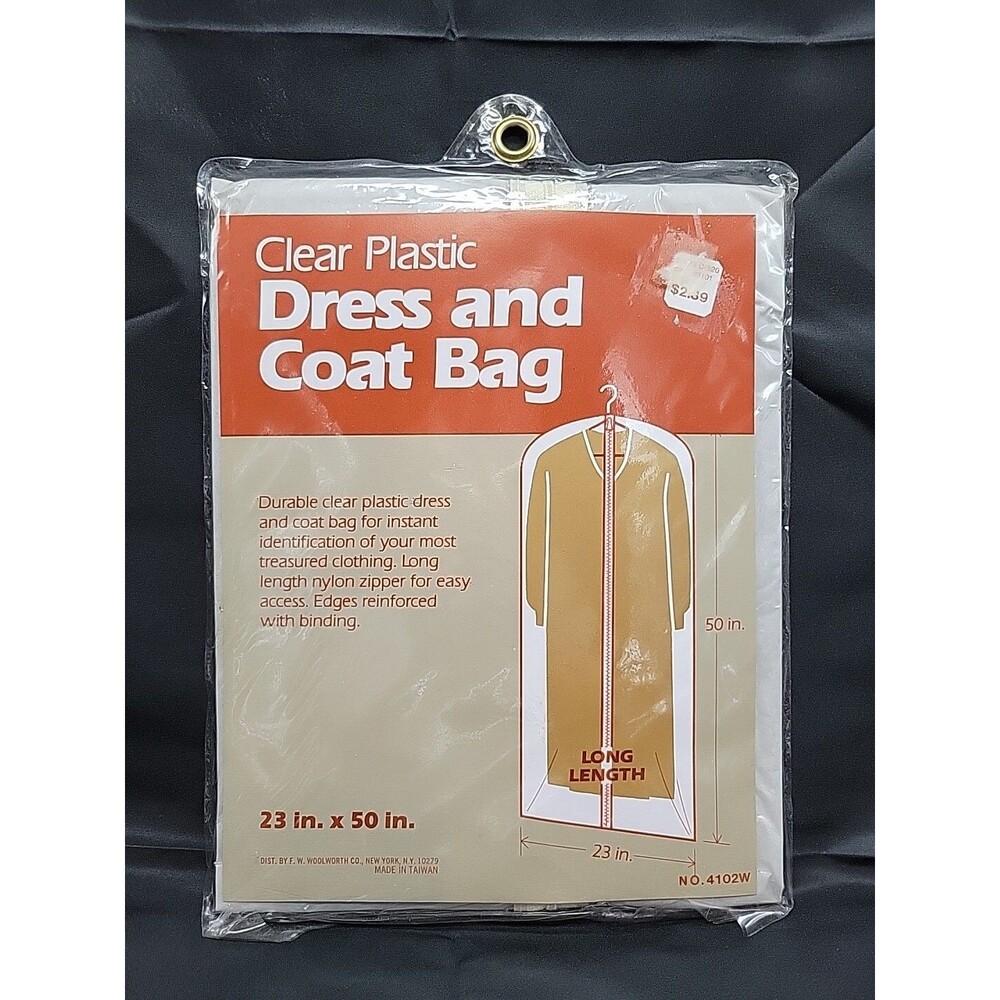 Clear Plastic
Dress and
Coat Bag
$2.39
Durable clear plastic dress
and coat bag for instant
identification of your most
treasured clothing. Long
length nylon zipper for easy
access. Edges reinforced
with binding.
50 in.
LONG
LENGTH
23 in. x 50 in.
23 in.
DIST. BY F. W. WOOLWORTH CO., NEW YORK, N.Y. 10279
MADE IN TAIWAN
NO. 4102W